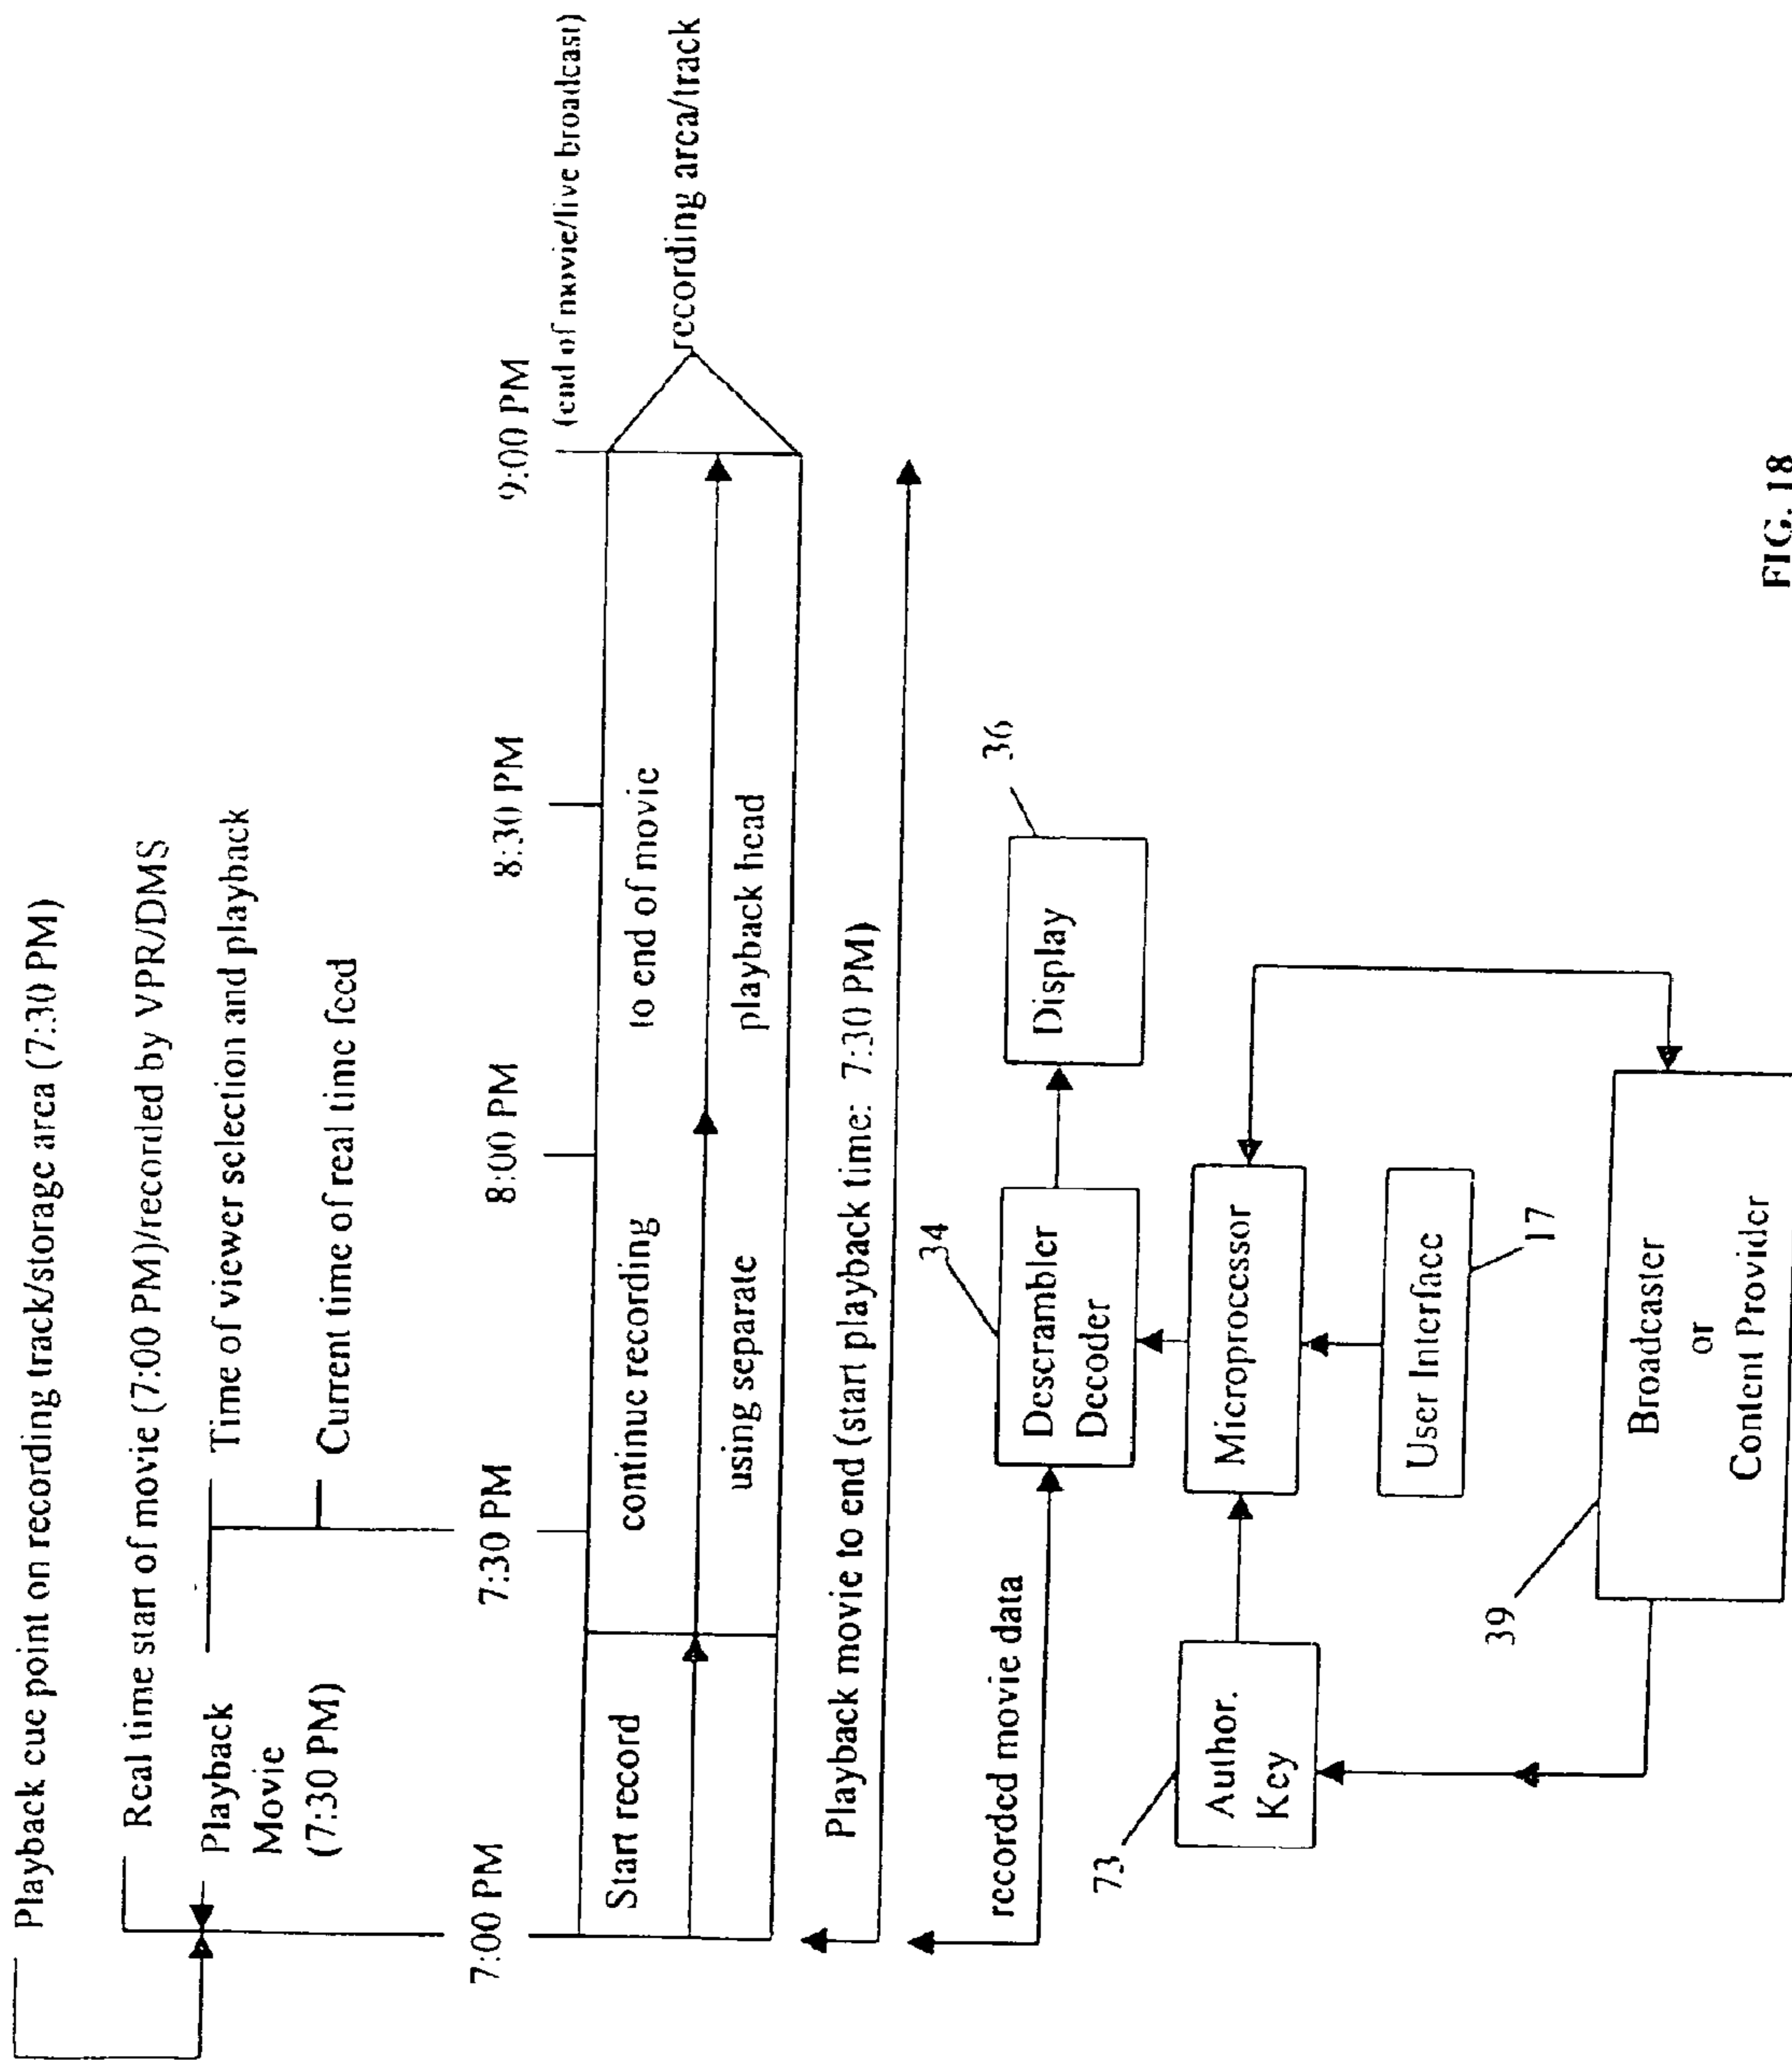 Playback cue point on recording track/storage area (7:30 PM)
Real time start of movie (7:00 PM)/recorded by VPR/DMS
Playback
Movie
(7:30 PM)
Time of viewer selection and playback
Current time of real time feed
7:00 PM
7:30 PM
8:00 PM
8:30 PM
9:00 PM
(end of movie/live broadcast)
Start record
continue recording
to end of movie
using separate
playback head
recording area/track
Playback movie to end (start playback time: 7:30 PM)
recorded movie data
34
Descrambler
Decoder
36
Display
73
Author.
Key
Microprocessor
User Interface
17
39
Broadcaster
or
Content Provider
FIG. 18